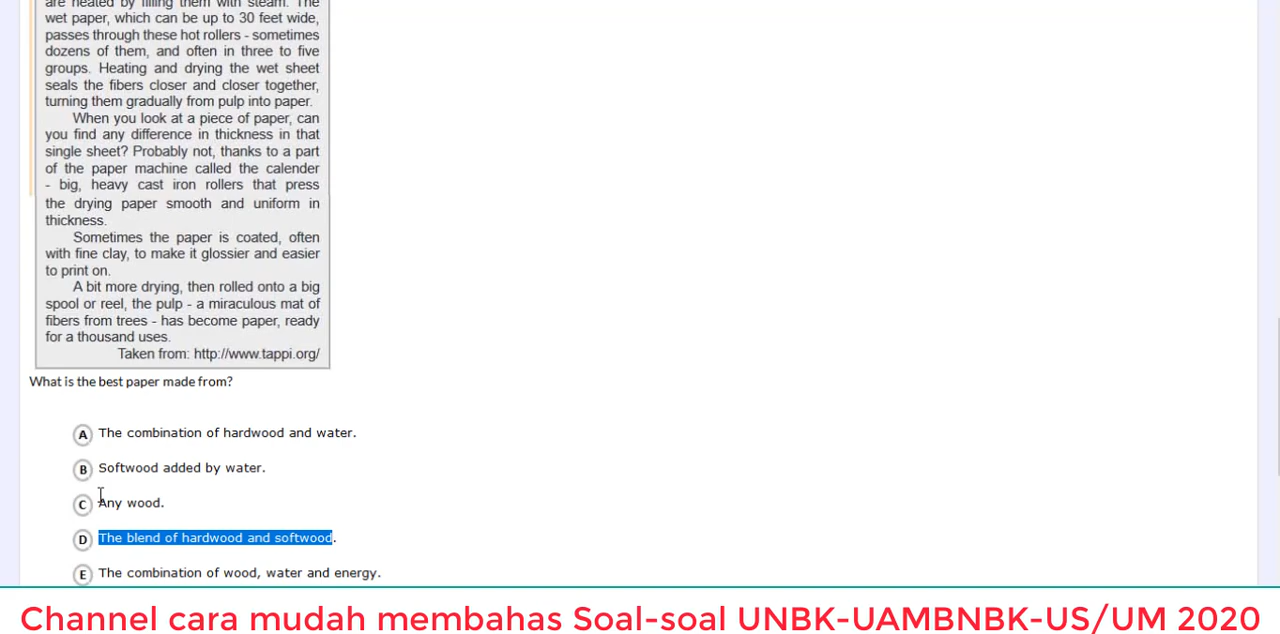 are heated by filling them with steam. The
wet paper, which can be up to 30 feet wide,
passes through these hot rollers - sometimes
dozens of them, and often in three to five
groups. Heating and drying the wet sheet
seals the fibers closer and closer together,
turning them gradually from pulp into paper.
When you look at a piece of paper, can
you find any difference in thickness in that
single sheet? Probably not, thanks to a part
of the paper machine called the calender
- big, heavy cast iron rollers that press
the drying paper smooth and uniform in
thickness.
Sometimes the paper is coated, often
with fine clay, to make it glossier and easier
to print on.
A bit more drying, then rolled onto a big
spool or reel, the pulp - a miraculous mat of
fibers from trees - has become paper, ready
for a thousand uses.
Taken from: http://www.tappi.org/
What is the best paper made from?
A The combination of hardwood and water.
B Softwood added by water.
C Any wood.
D The blend of hardwood and softwood.
E The combination of wood, water and energy.
Channel cara mudah membahas Soal-soal UNBK-UAMBNBK-US/UM 2020